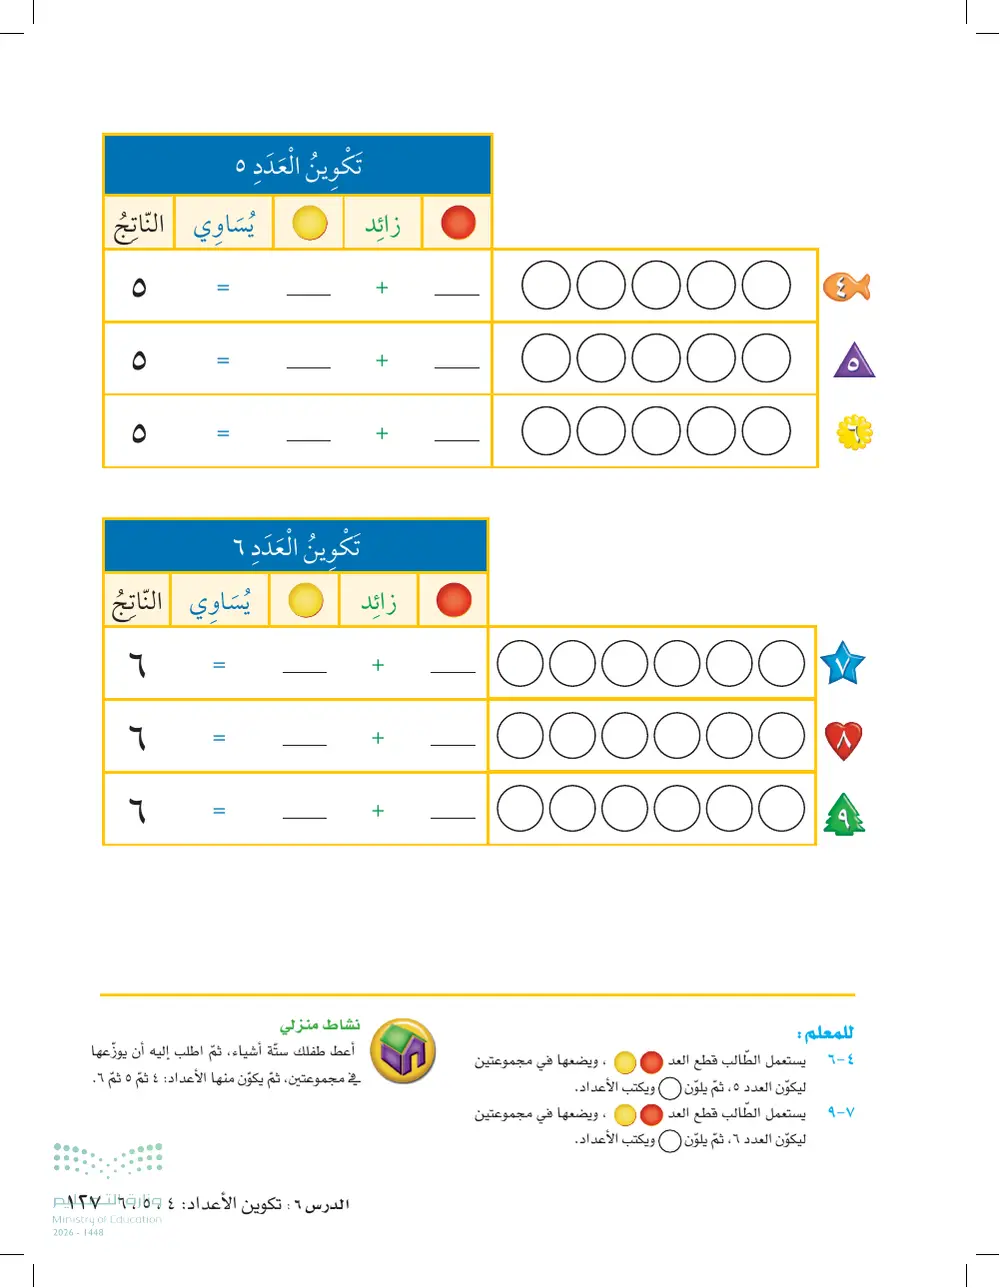 تَكْوِينُ الْعَدَدِ ٥
زائِد يُسَاوِي النّاتِجُ
٤ ___ + ___ = ٥
٥ ___ + ___ = ٥
٦ ___ + ___ = ٥
تَكْوِينُ الْعَدَدِ ٦
زائِد يُسَاوِي النّاتِجُ
٧ ___ + ___ = ٦
٨ ___ + ___ = ٦
٩ ___ + ___ = ٦
للمعلم:
٤-٦ يستعمل الطّالب قطع العد ، ويضعها في مجموعتين
ليكوّن العدد ٥، ثمّ يلوّن ويكتب الأعداد.
٧-٩ يستعمل الطّالب قطع العد ، ويضعها في مجموعتين
ليكوّن العدد ٦، ثمّ يلوّن ويكتب الأعداد.
نشاط منزلي
أعط طفلك ستّة أشياء، ثمّ اطلب إليه أن يوزّعها
في مجموعتين، ثمّ يكوّن منها الأعداد: ٤ ثمّ ٥ ثمّ ٦.
الدرس ٦ : تكوين الأعداد: ٤ ، ٥ ، ٦ ١٢٧
وزارة التعليم
Ministry of Education
2026 - 1448